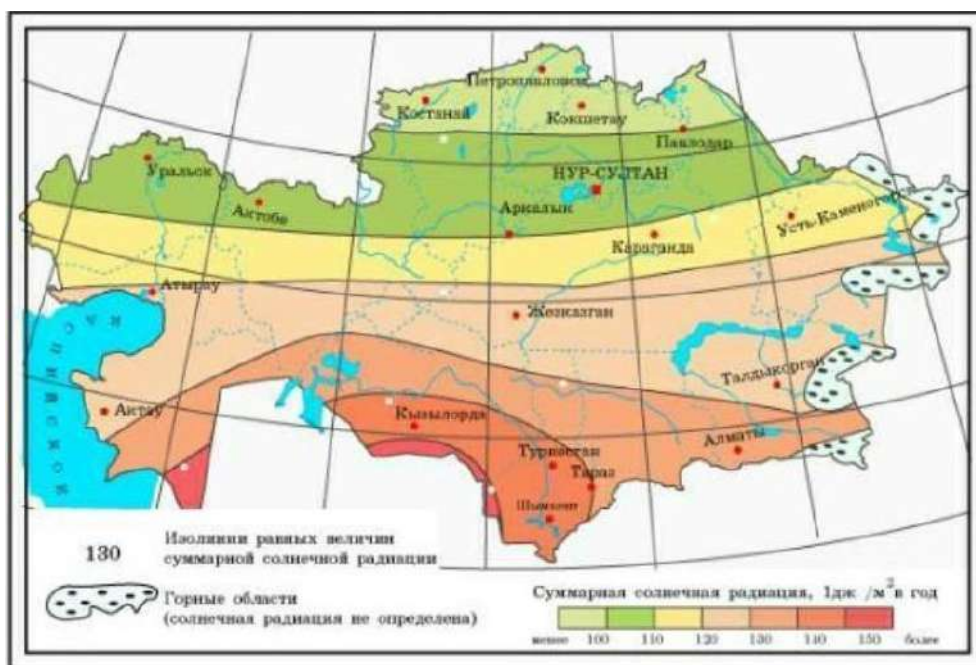 Петропавловск
Костанай
Кокшетау
Павлодар
Уральск
НУР-СУЛТАН
Актобе
Аркалык
Усть-Каменогорск
Караганда
Атырау
КАСПИЙСКОЙ
Жезказган
Талдыкорган
Актау
Кызылорда
Алматы
Туркестан
Тараз
Шымкент
130
Изолинии равных величин
суммарной солнечной радиации
Горные области
(солнечная радиация не определена)
Суммарная солнечная радиация, 1дж /м² в год
менее 100 110 120 130 140 150 более